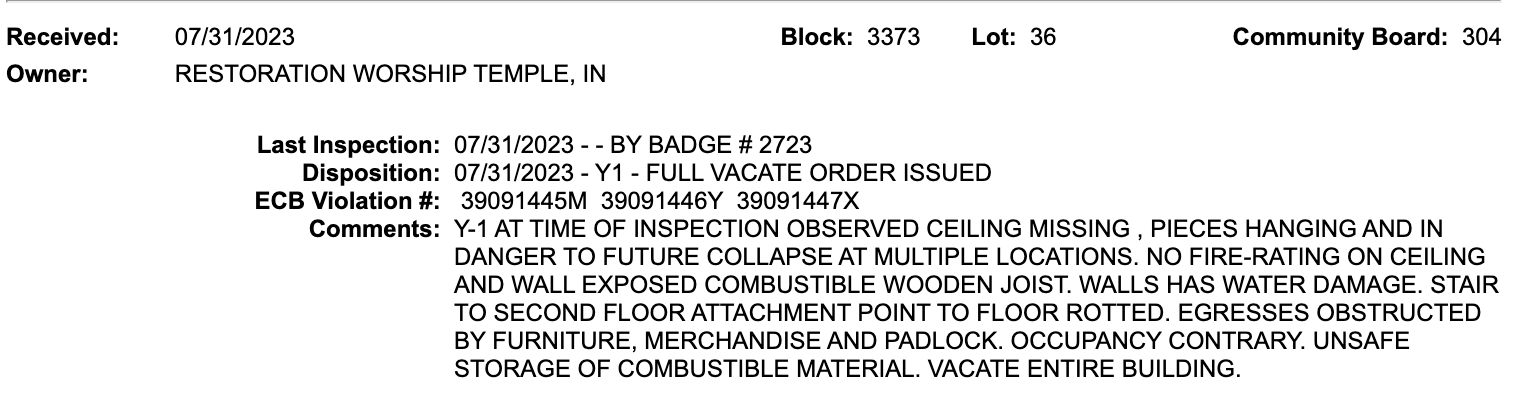 Received: 07/31/2023 Block: 3373 Lot: 36 Community Board: 304
Owner: RESTORATION WORSHIP TEMPLE, IN
Last Inspection: 07/31/2023 - - BY BADGE # 2723
Disposition: 07/31/2023 - Y1 - FULL VACATE ORDER ISSUED
ECB Violation #: 39091445M 39091446Y 39091447X
Comments: Y-1 AT TIME OF INSPECTION OBSERVED CEILING MISSING , PIECES HANGING AND IN
DANGER TO FUTURE COLLAPSE AT MULTIPLE LOCATIONS. NO FIRE-RATING ON CEILING
AND WALL EXPOSED COMBUSTIBLE WOODEN JOIST. WALLS HAS WATER DAMAGE. STAIR
TO SECOND FLOOR ATTACHMENT POINT TO FLOOR ROTTED. EGRESSES OBSTRUCTED
BY FURNITURE, MERCHANDISE AND PADLOCK. OCCUPANCY CONTRARY. UNSAFE
STORAGE OF COMBUSTIBLE MATERIAL. VACATE ENTIRE BUILDING.